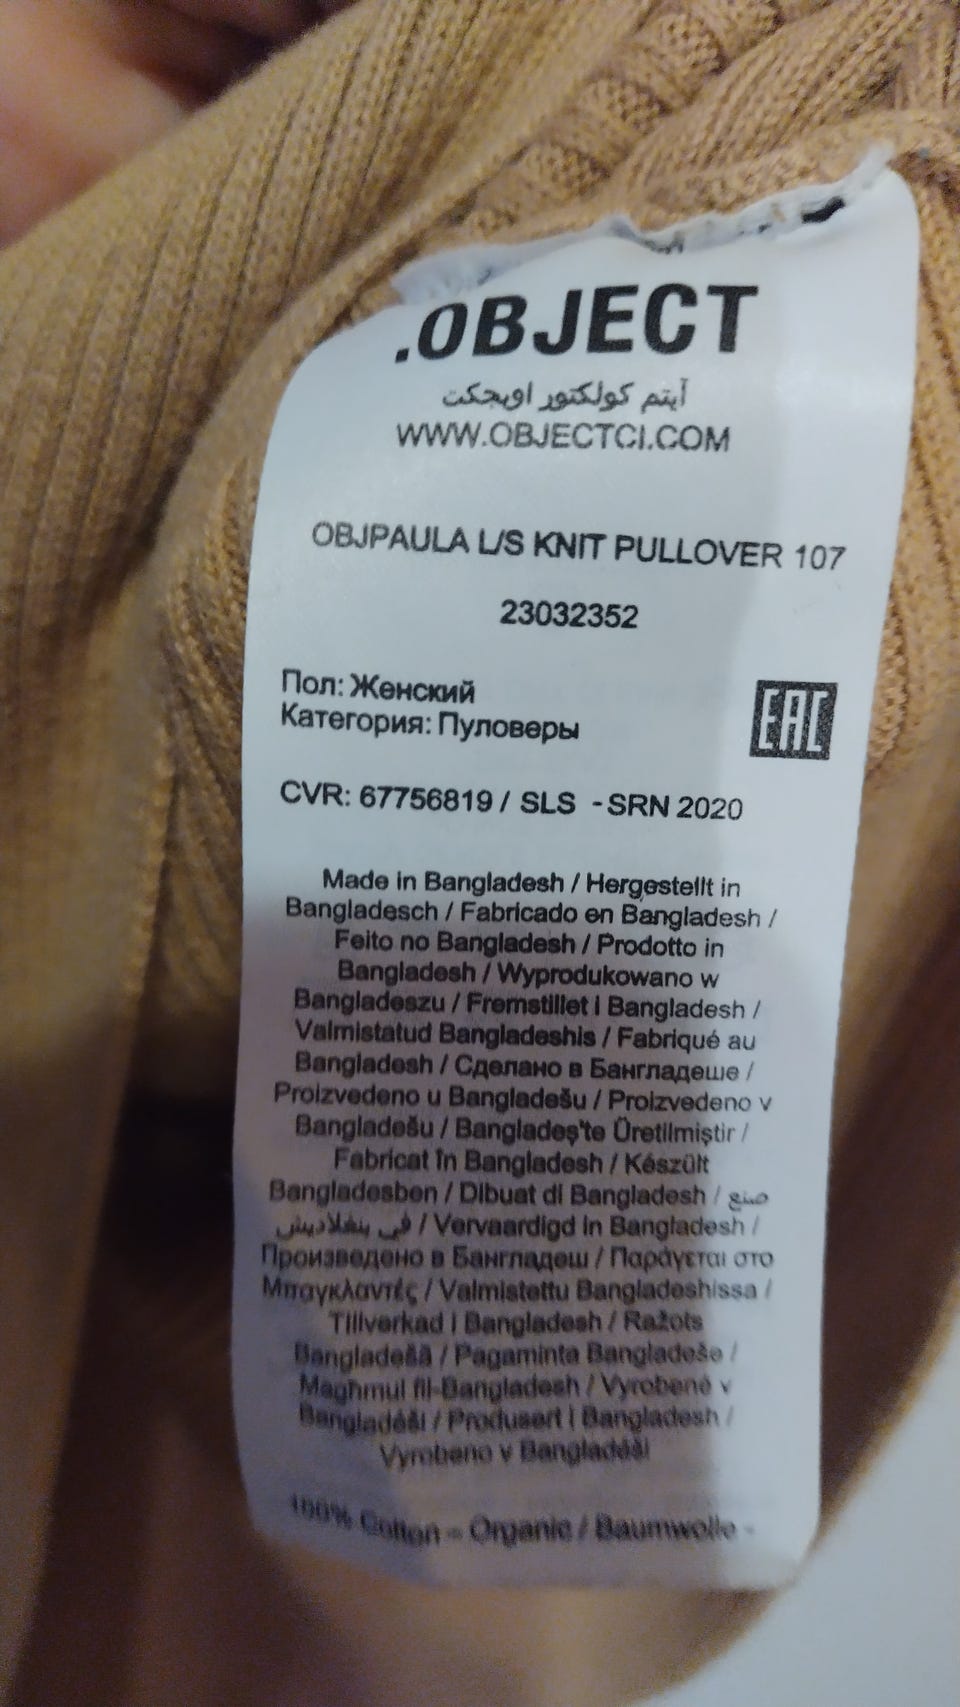 .OBJECT
آيتم كولكتور اوبجكت
WWW.OBJECTCI.COM
OBJPAULA L/S KNIT PULLOVER 107
23032352
Пол: Женский
Категория: Пуловеры
EAC
CVR: 67756819 / SLS - SRN 2020
Made in Bangladesh / Hergestellt in
Bangladesch / Fabricado en Bangladesh /
Feito no Bangladesh / Prodotto in
Bangladesh / Wyprodukowano w
Bangladeszu / Fremstillet i Bangladesh /
Valmistatud Bangladeshis / Fabriqué au
Bangladesh / Сделано в Бангладеше /
Proizvedeno u Bangladešu / Proizvedeno v
Bangladešu / Bangladeş'te Üretilmiştir /
Fabricat în Bangladesh / Készült
Bangladesben / Dibuat di Bangladesh / صنع
في بنغلاديش / Vervaardigd in Bangladesh /
Произведено в Бангладеш / Παράγεται στο
Μπαγκλαντές / Valmistettu Bangladeshissa /
Tillverkad i Bangladesh / Ražots
Bangladešā / Pagaminta Bangladeše /
Magħmul fil-Bangladesh / Vyrobené v
Bangladéši / Produsert i Bangladesh /
Vyrobeno v Bangladéši
100% Cotton - Organic / Baumwolle -